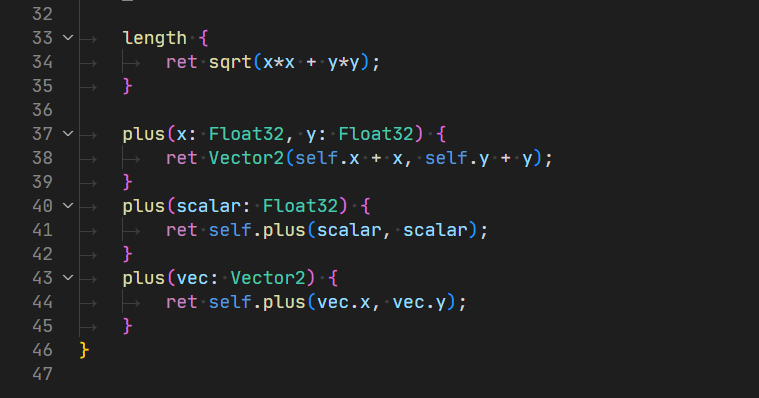 32
33 length {
34 ret sqrt(x*x + y*y);
35 }
36
37 plus(x: Float32, y: Float32) {
38 ret Vector2(self.x + x, self.y + y);
39 }
40 plus(scalar: Float32) {
41 ret self.plus(scalar, scalar);
42 }
43 plus(vec: Vector2) {
44 ret self.plus(vec.x, vec.y);
45 }
46 }
47